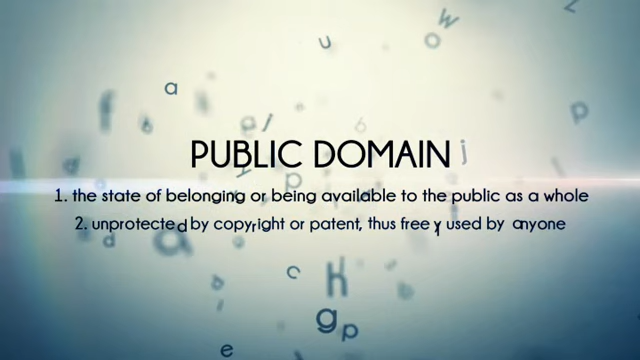 PUBLIC DOMAIN
1. the state of belonging or being available to the public as a whole
2. unprotected by copyright or patent, thus free y used by anyone